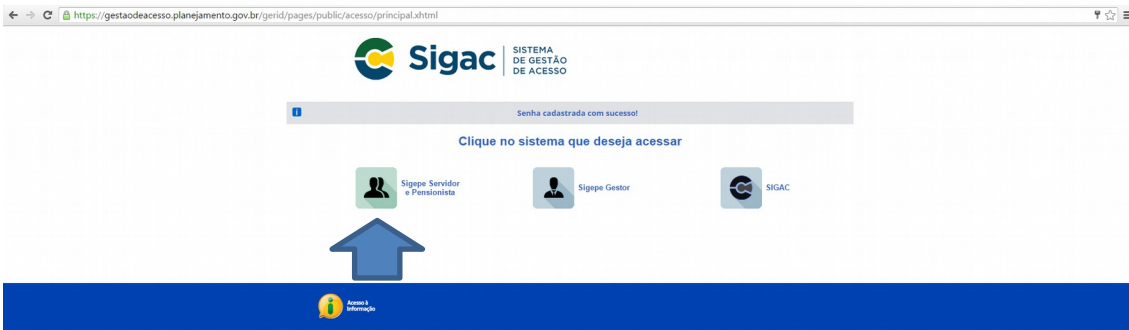 https://gestaodeacesso.planejamento.gov.br/gerid/pages/public/acesso/principal.xhtml
Sigac
SISTEMA
DE GESTÃO
DE ACESSO
Senha cadastrada com sucesso!
Clique no sistema que deseja acessar
Sigepe Servidor
e Pensionista
Sigepe Gestor
SIGAC
Acesso à
Informação